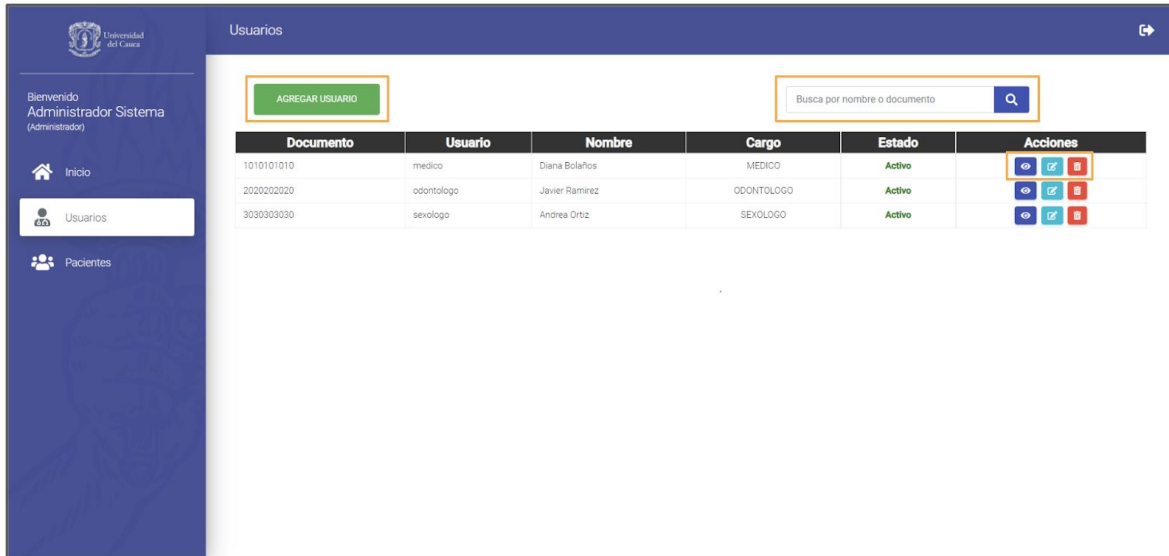 Universidad
del Cauca
Usuarios
Bienvenido
Administrador Sistema
(Administrador)
Inicio
Usuarios
Pacientes
AGREGAR USUARIO
Busca por nombre o documento
Documento Usuario Nombre Cargo Estado Acciones
1010101010 medico Diana Bolaños MEDICO Activo
2020202020 odontologo Javier Ramirez ODONTOLOGO Activo
3030303030 sexologo Andrea Ortiz SEXOLOGO Activo